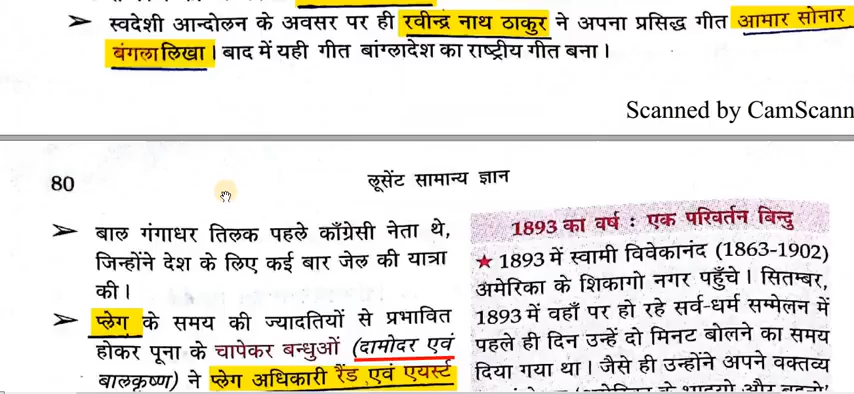 ➤ स्वदेशी आन्दोलन के अवसर पर ही रवीन्द्र नाथ ठाकुर ने अपना प्रसिद्ध गीत आमार सोनार
बंगला लिखा। बाद में यही गीत बांग्लादेश का राष्ट्रीय गीत बना।
Scanned by CamScann
80
लूसेंट सामान्य ज्ञान
➤ बाल गंगाधर तिलक पहले काँग्रेसी नेता थे,
जिन्होंने देश के लिए कई बार जेल की यात्रा
की।
➤ प्लेग के समय की ज्यादतियों से प्रभावित
होकर पूना के चापेकर बन्धुओं (दामोदर एवं
बालकृष्ण) ने प्लेग अधिकारी रैंड एवं एयर्स्ट
1893 का वर्ष : एक परिवर्तन बिन्दु
★ 1893 में स्वामी विवेकानंद (1863-1902)
अमेरिका के शिकागो नगर पहुँचे। सितम्बर,
1893 में वहाँ पर हो रहे सर्व-धर्म सम्मेलन में
पहले ही दिन उन्हें दो मिनट बोलने का समय
दिया गया था। जैसे ही उन्होंने अपने वक्तव्य